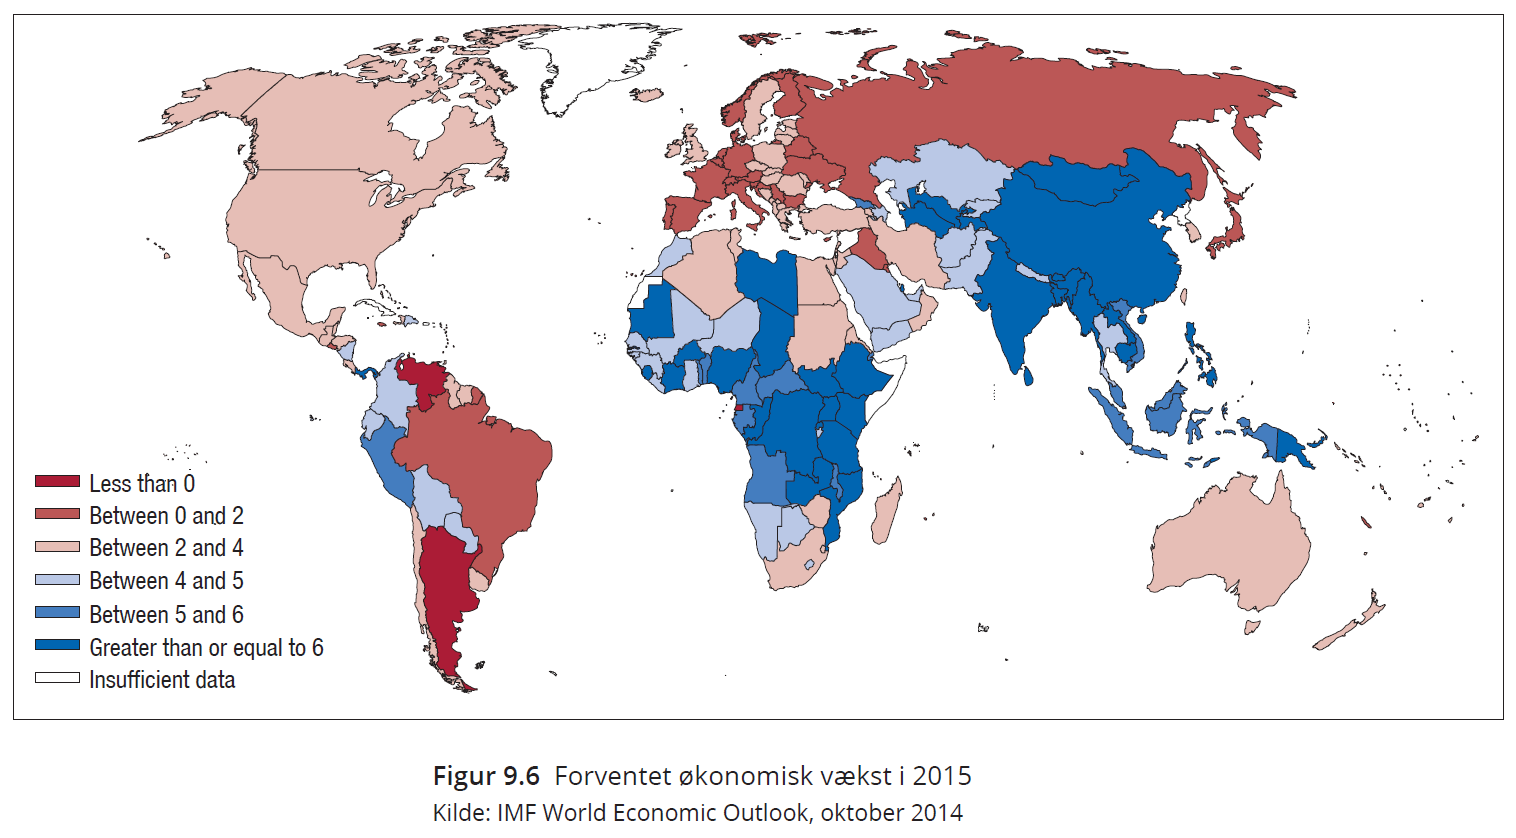 Less than 0
Between 0 and 2
Between 2 and 4
Between 4 and 5
Between 5 and 6
Greater than or equal to 6
Insufficient data
Figur 9.6 Forventet økonomisk vækst i 2015
Kilde: IMF World Economic Outlook, oktober 2014